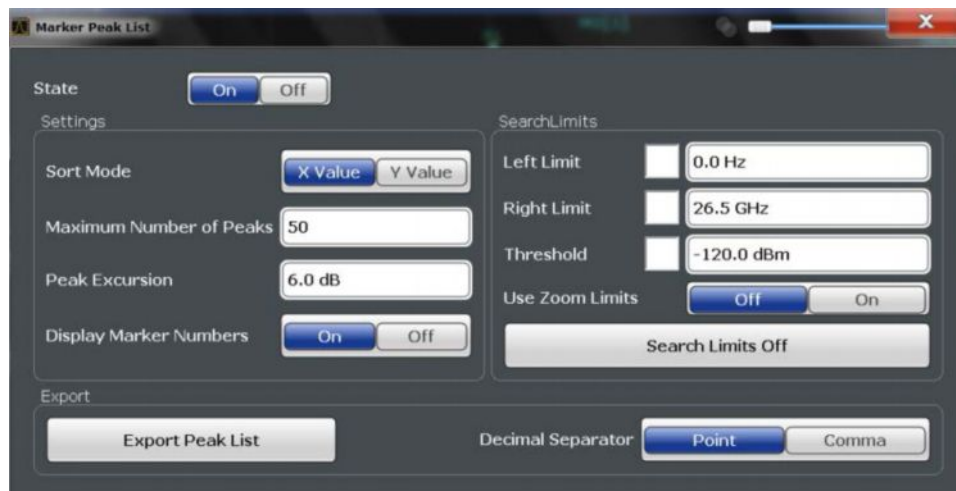 Marker Peak List
State On Off
Settings
Sort Mode X Value Y Value
Maximum Number of Peaks 50
Peak Excursion 6.0 dB
Display Marker Numbers On Off
SearchLimits
Left Limit 0.0 Hz
Right Limit 26.5 GHz
Threshold -120.0 dBm
Use Zoom Limits Off On
Search Limits Off
Export
Export Peak List
Decimal Separator Point Comma